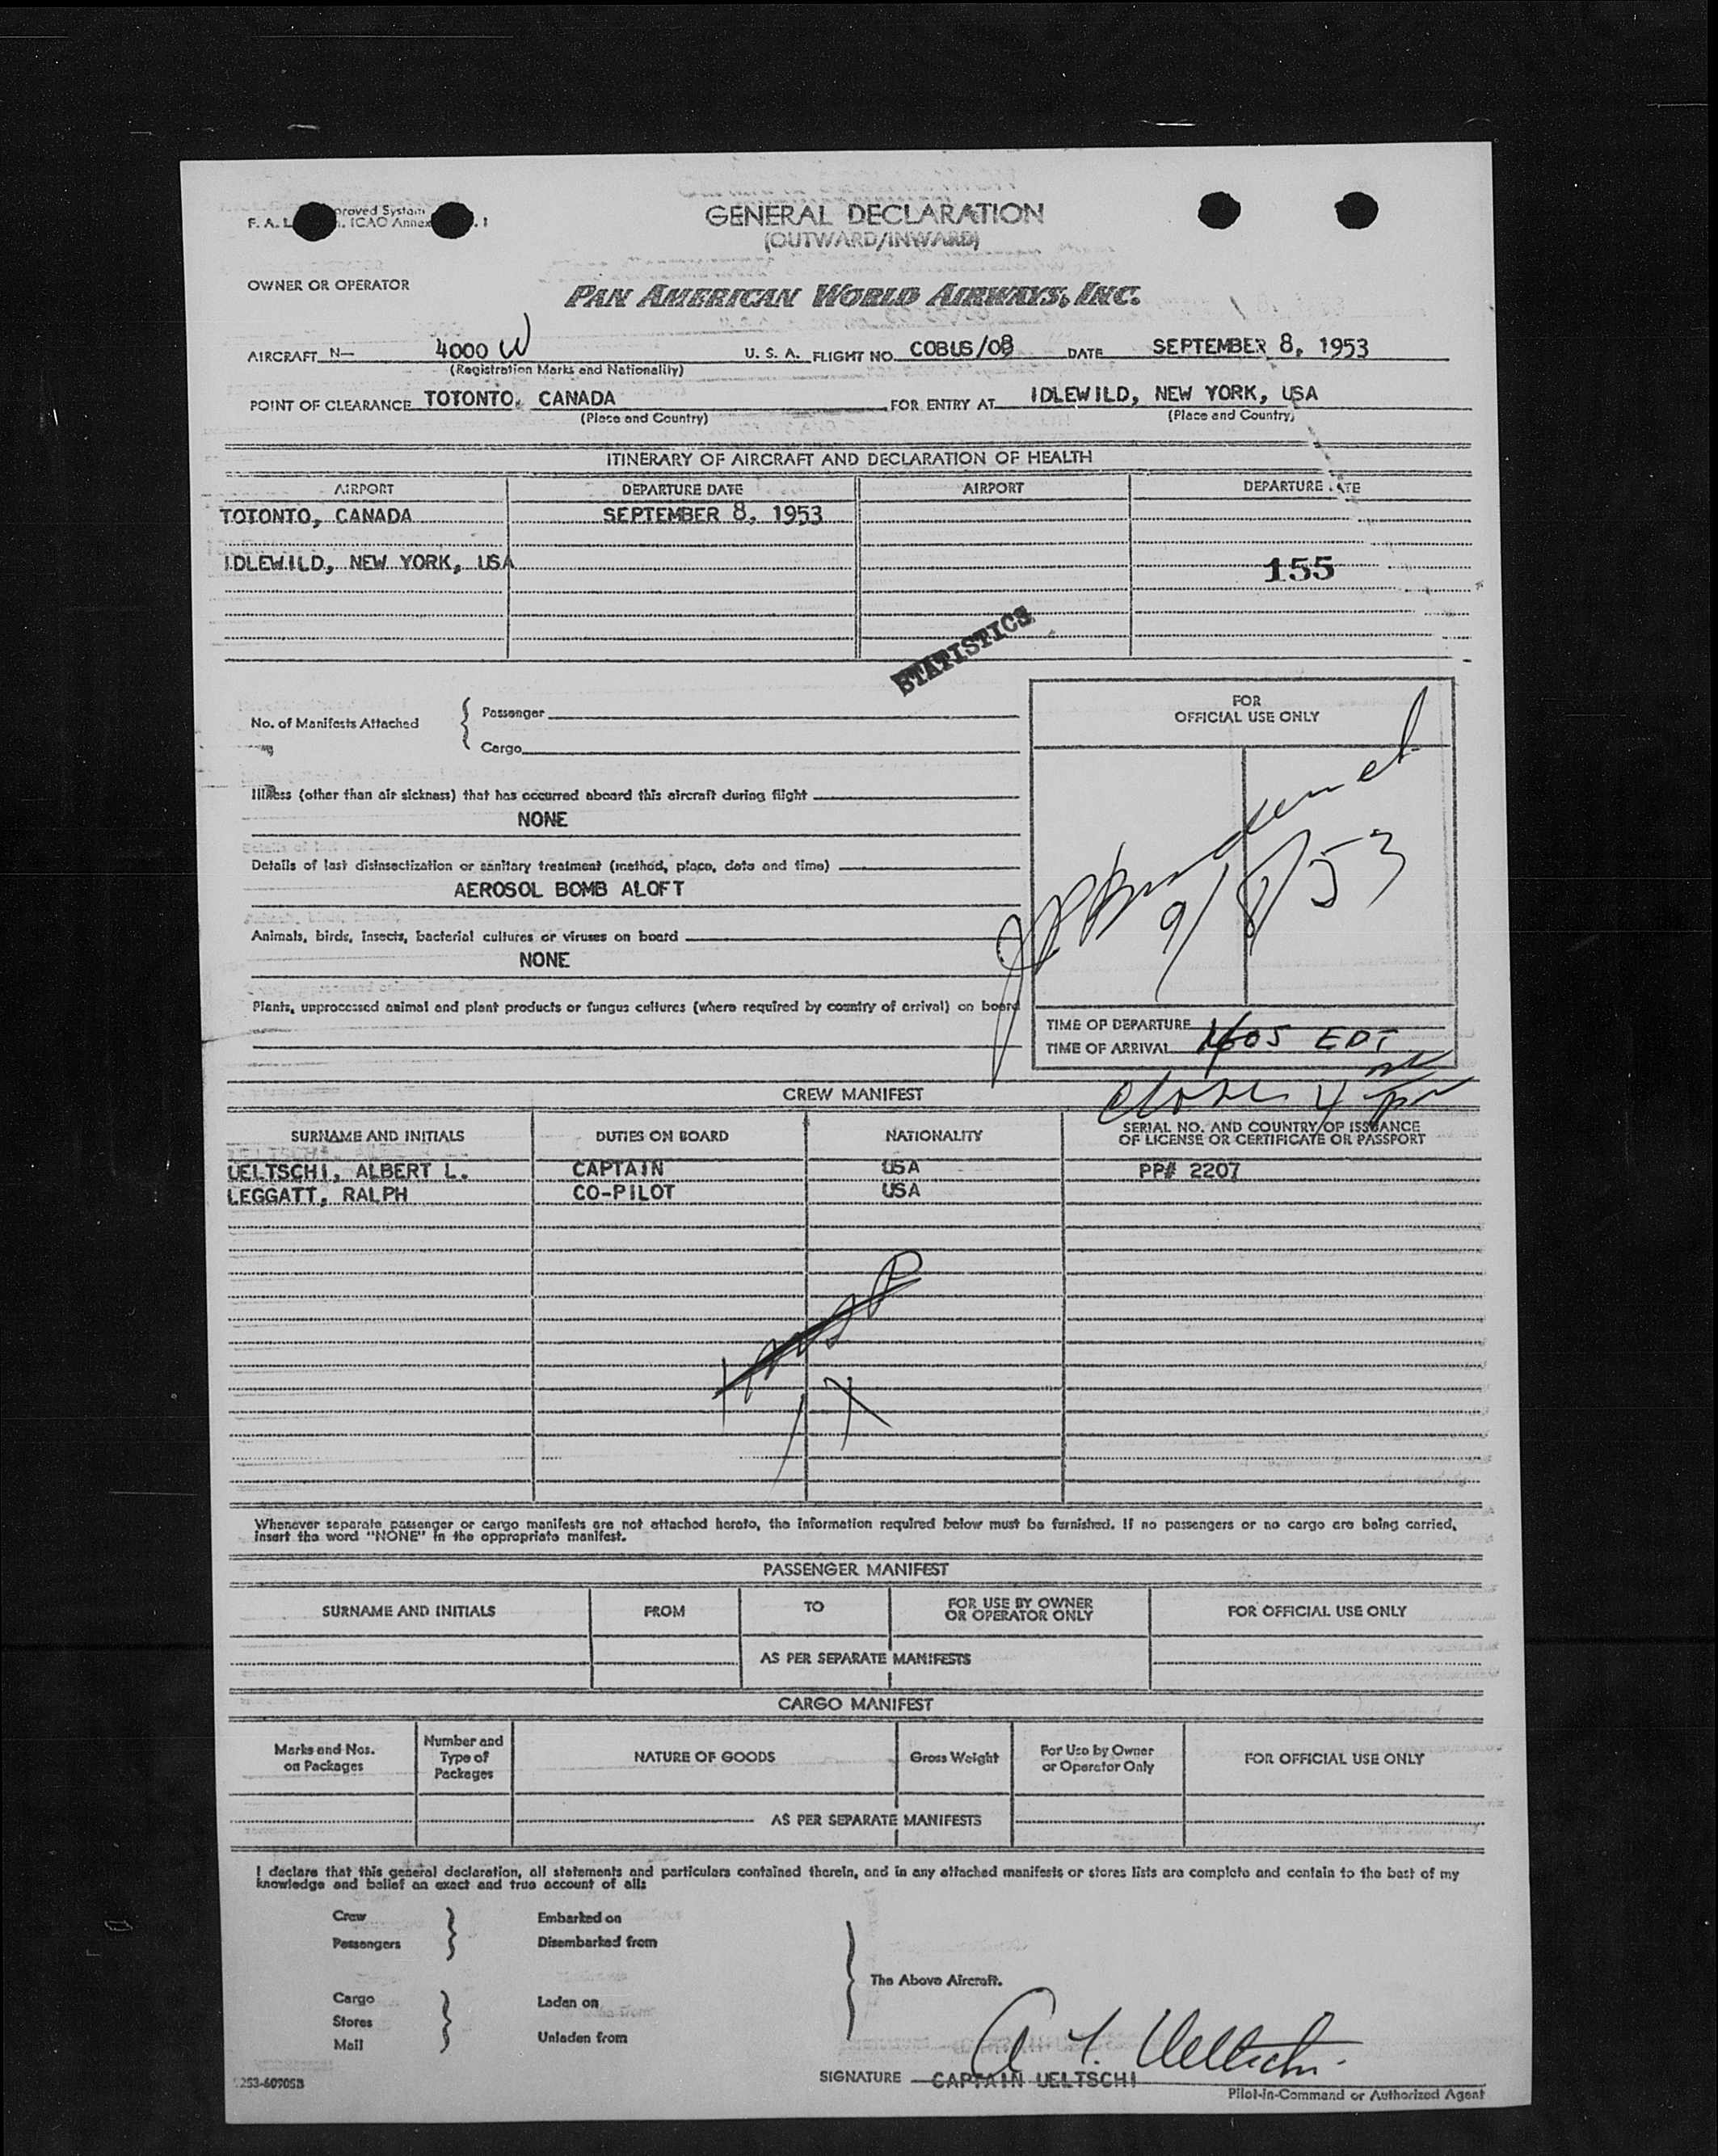 GENERAL DECLARATION
(OUTWARD/INWARD)
OWNER OR OPERATOR
PAN AMERICAN WORLD AIRWAYS, INC.
AIRCRAFT N— 4000 W U. S. A. FLIGHT NO. COBUS/08 DATE SEPTEMBER 8, 1953
(Registration Marks and Nationality)
POINT OF CLEARANCE TOTONTO, CANADA FOR ENTRY AT IDLEWILD, NEW YORK, USA
(Place and Country) (Place and Country)
ITINERARY OF AIRCRAFT AND DECLARATION OF HEALTH
AIRPORT DEPARTURE DATE AIRPORT DEPARTURE DATE
TOTONTO, CANADA SEPTEMBER 8, 1953
IDLEWILD, NEW YORK, USA 155
STATISTICS
FOR
OFFICIAL USE ONLY
No. of Manifests Attached { Passenger
Cargo
Illness (other than air sickness) that has occurred aboard this aircraft during flight
NONE
Details of last disinsectization or sanitary treatment (method, place, date and time)
AEROSOL BOMB ALOFT
9/8/53
Animals, birds, insects, bacterial cultures or viruses on board
NONE
Plants, unprocessed animal and plant products or fungus cultures (where required by country of arrival) on board
TIME OF DEPARTURE
TIME OF ARRIVAL 1605 EDT
CREW MANIFEST
SURNAME AND INITIALS DUTIES ON BOARD NATIONALITY SERIAL NO. AND COUNTRY OF ISSUANCE
OF LICENSE OR CERTIFICATE OR PASSPORT
UELTSCHI, ALBERT L. CAPTAIN USA PP# 2207
LEGGATT, RALPH CO-PILOT USA
Whenever separate passenger or cargo manifests are not attached hereto, the information required below must be furnished. If no passengers or no cargo are being carried,
insert the word "NONE" in the appropriate manifest.
PASSENGER MANIFEST
SURNAME AND INITIALS FROM TO FOR USE BY OWNER
OR OPERATOR ONLY FOR OFFICIAL USE ONLY
AS PER SEPARATE MANIFESTS
CARGO MANIFEST
Marks and Nos.
on Packages Number and
Type of
Packages NATURE OF GOODS Gross Weight For Use by Owner
or Operator Only FOR OFFICIAL USE ONLY
AS PER SEPARATE MANIFESTS
I declare that this general declaration, all statements and particulars contained therein, and in any attached manifests or stores lists are complete and contain to the best of my
knowledge and belief an exact and true account of all:
Crew } Embarked on
Passengers Disembarked from
} The Above Aircraft.
Cargo } Laden on
Stores
Mail Unladen from
A L Ueltschi
SIGNATURE CAPTAIN UELTSCHI
Pilot-in-Command or Authorized Agent